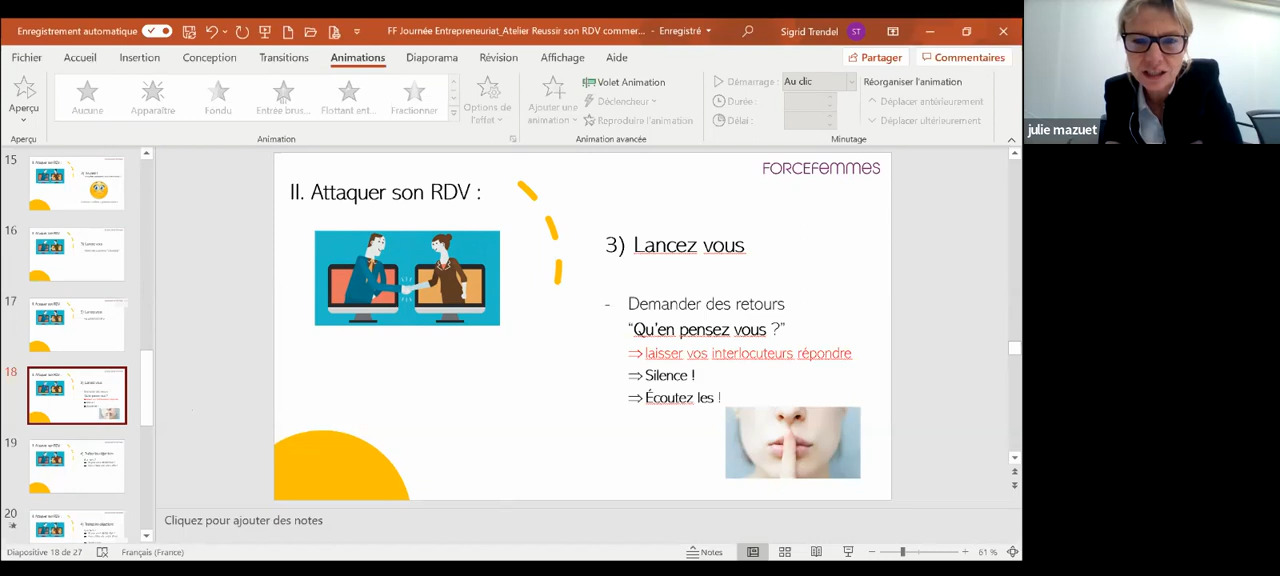 Enregistrement automatique
FF Journée Entrepreneuriat_Atelier Reussir son RDV commer... - Enregistré
Sigrid Trendel
ST
Fichier
Accueil
Insertion
Conception
Transitions
Animations
Diaporama
Révision
Affichage
Aide
Partager
Commentaires
Aperçu
Aucune
Apparaître
Fondu
Entrée brus...
Flottant ent...
Fractionner
Options de
l'effet
Ajouter une
animation
Volet Animation
Déclencheur
Reproduire l'animation
Démarrage :
Au clic
Durée :
Délai :
Réorganiser l'animation
Déplacer antérieurement
Déplacer ultérieurement
Aperçu
Animation
Animation avancée
Minutage
julie mazuet
15
16
17
18
19
20
FORCEFEMMES
II. Attaquer son RDV :
3) Lancez vous
- Demander des retours
“Qu'en pensez vous ?”
⇒laisser vos interlocuteurs répondre
⇒Silence !
⇒Écoutez les !
Cliquez pour ajouter des notes
Diapositive 18 de 27
Français (France)
Notes
61 %